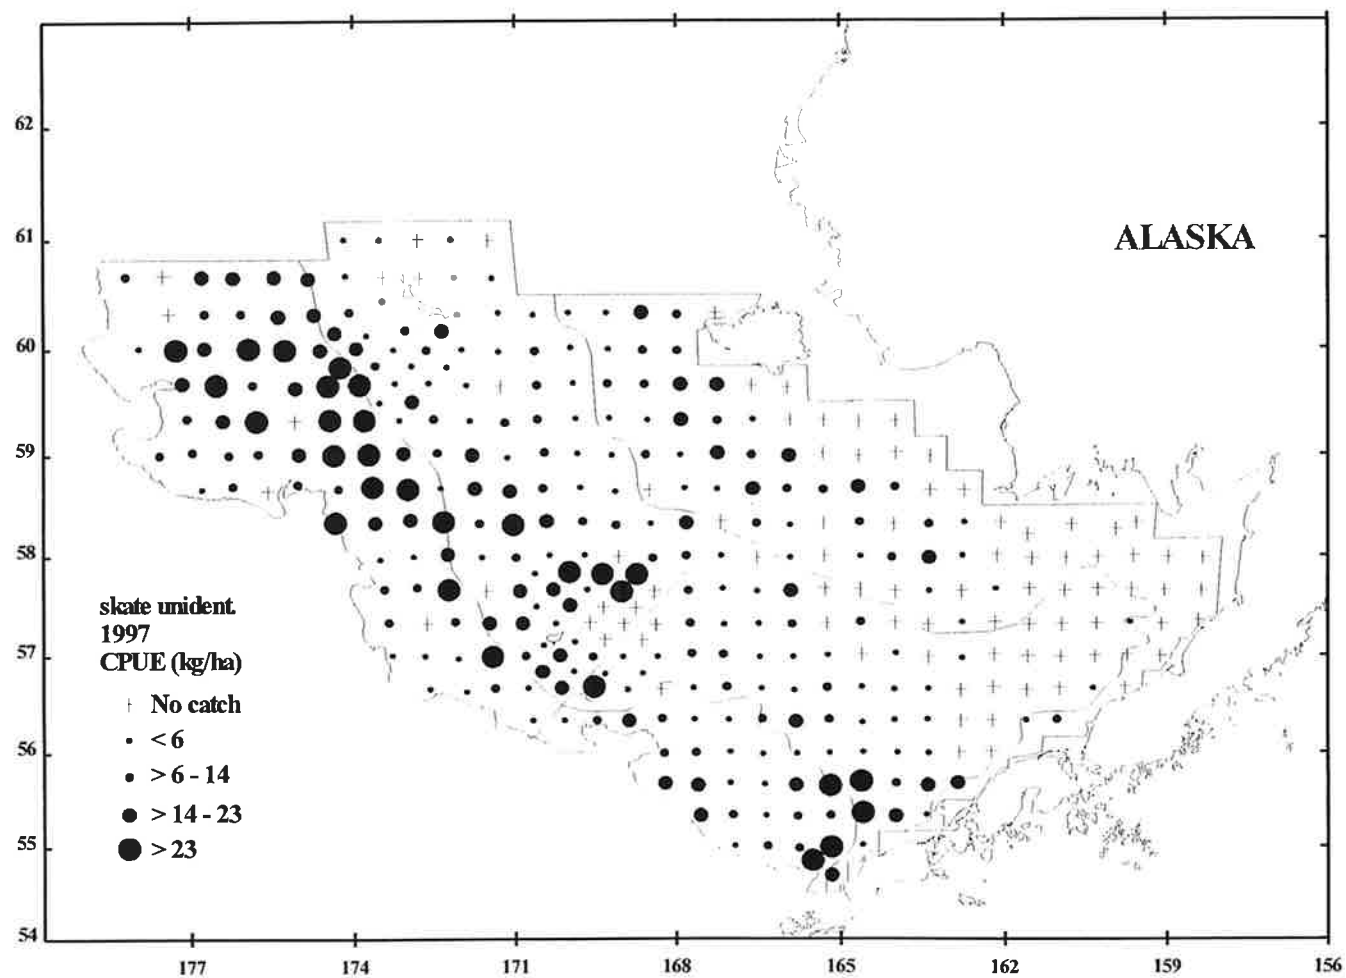 62
61
ALASKA
60
59
58
skate unident.
1997
CPUE (kg/ha)
No catch
< 6
> 6 - 14
> 14 - 23
> 23
57
56
55
54
177 174 171 168 165 162 159 156